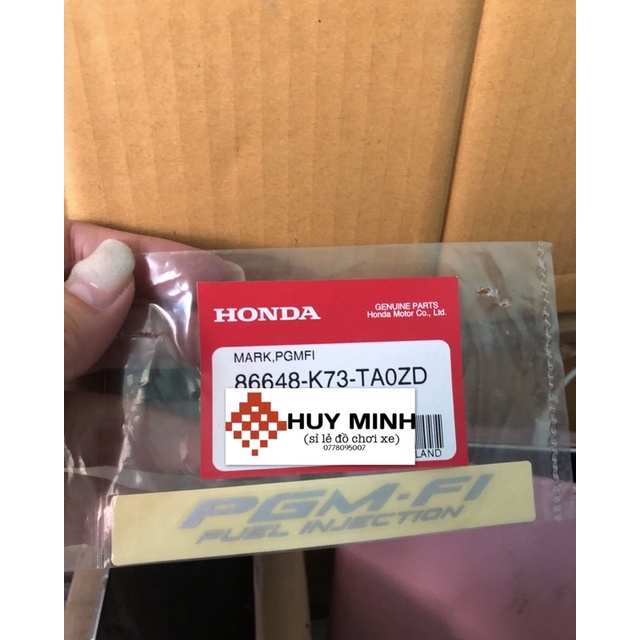 HONDA
GENUINE PARTS
Honda Motor Co., Ltd.
MARK,PGMFI
86648-K73-TA0ZD
HUY MINH
(sỉ lẻ đồ chơi xe)
0778095007
LAND
PGM-FI
FUEL INJECTION